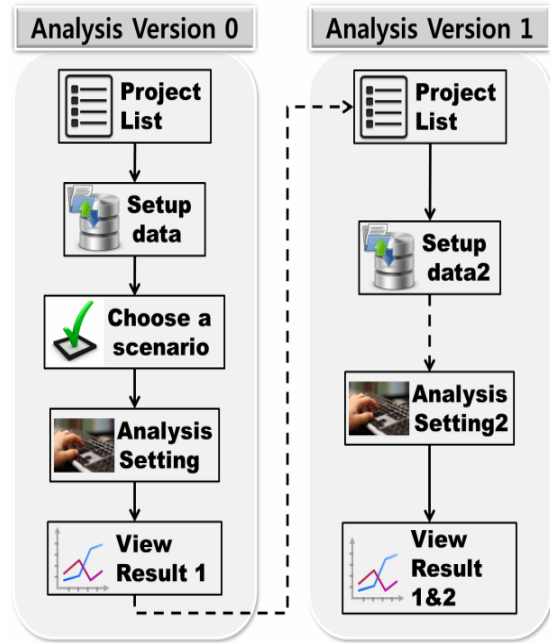 Analysis Version 0
Project
List
Setup
data
Choose a
scenario
Analysis
Setting
View
Result 1
Analysis Version 1
Project
List
Setup
data2
Analysis
Setting2
View
Result
1&2